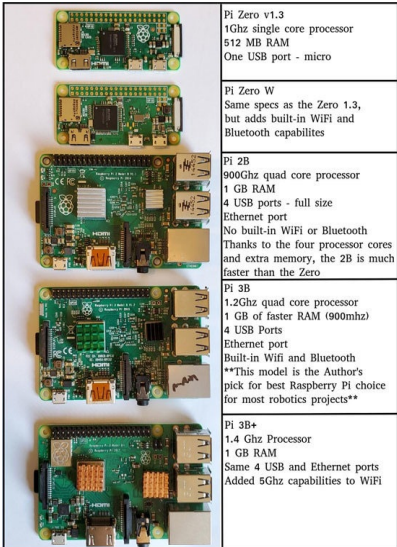 Pi Zero v1.3
1Ghz single core processor
512 MB RAM
One USB port - micro
Pi Zero W
Same specs as the Zero 1.3,
but adds built-in WiFi and
Bluetooth capabilites
Pi 2B
900Ghz quad core processor
1 GB RAM
4 USB ports - full size
Ethernet port
No built-in WiFi or Bluetooth
Thanks to the four processor cores
and extra memory, the 2B is much
faster than the Zero
Pi 3B
1.2Ghz quad core processor
1 GB of faster RAM (900mhz)
4 USB Ports
Ethernet port
Built-in Wifi and Bluetooth
**This model is the Author's
pick for best Raspberry Pi choice
for most robotics projects**
Pi 3B+
1.4 Ghz Processor
1 GB RAM
Same 4 USB and Ethernet ports
Added 5Ghz capabilities to WiFi
HDMI
HDMI